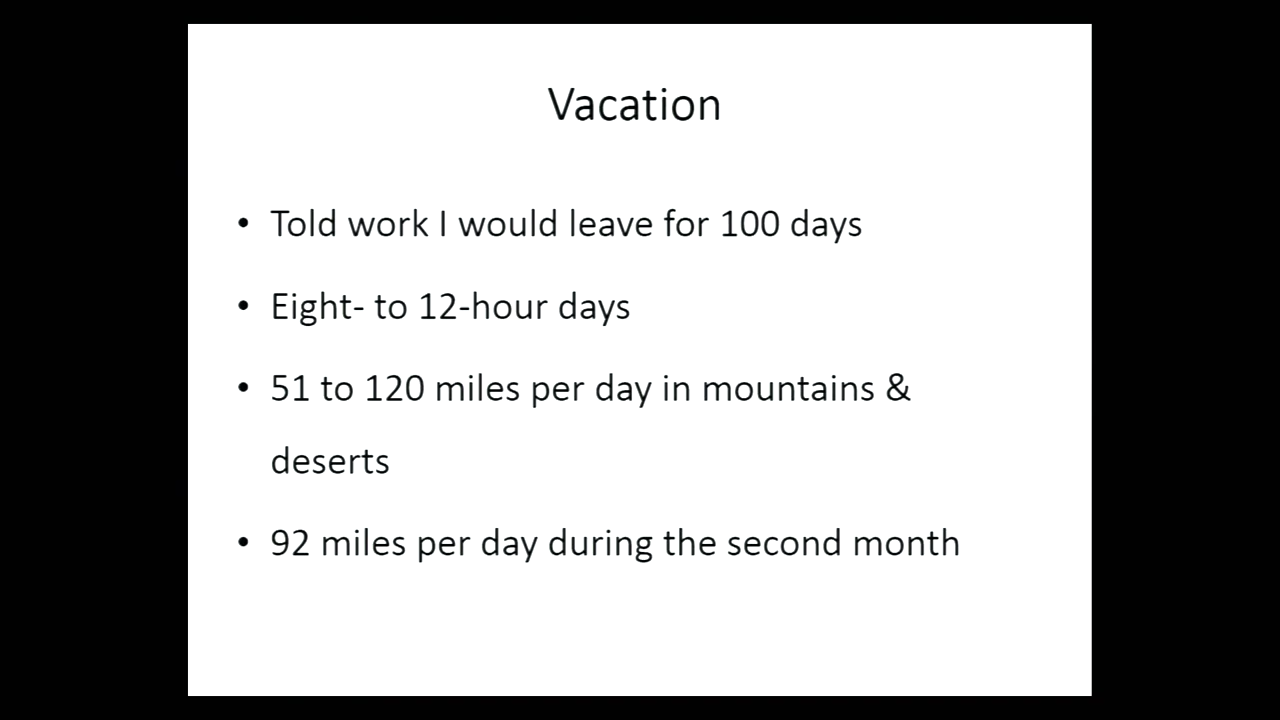 Vacation
• Told work I would leave for 100 days
• Eight- to 12-hour days
• 51 to 120 miles per day in mountains &
deserts
• 92 miles per day during the second month